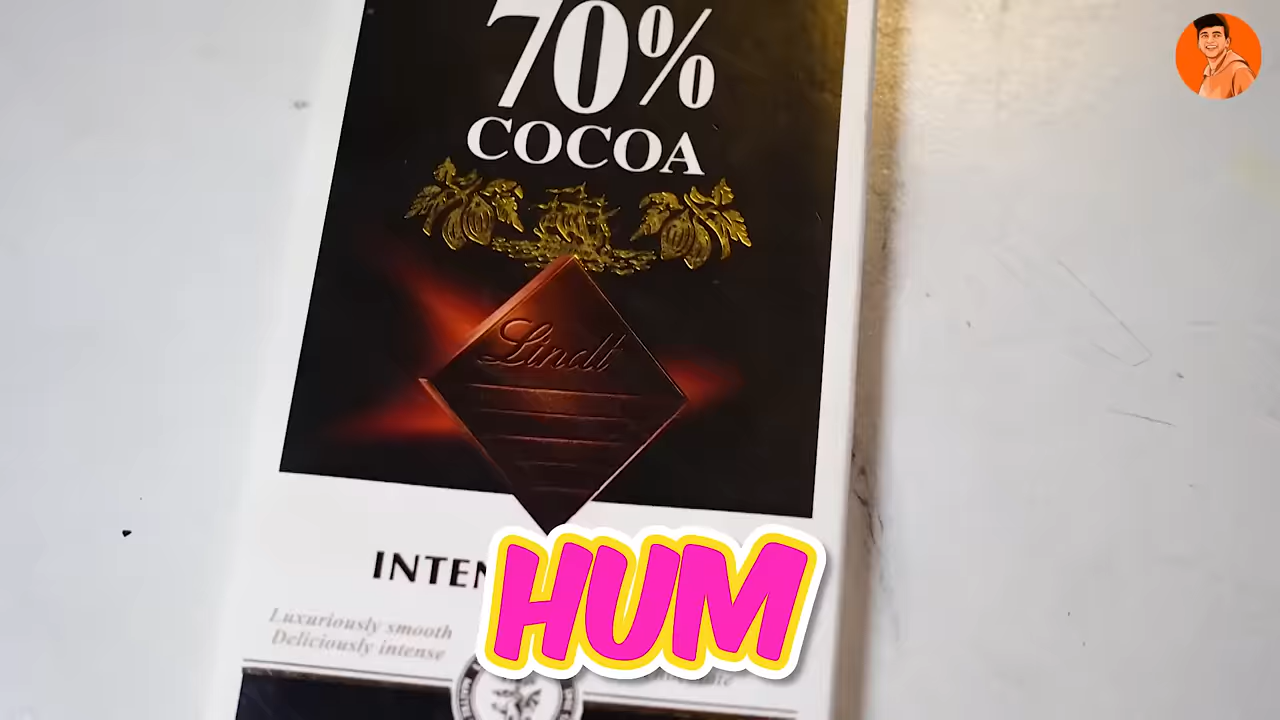 70%
COCOA
Lindt
INTEN
HUM
Luxuriously smooth
Deliciously intense